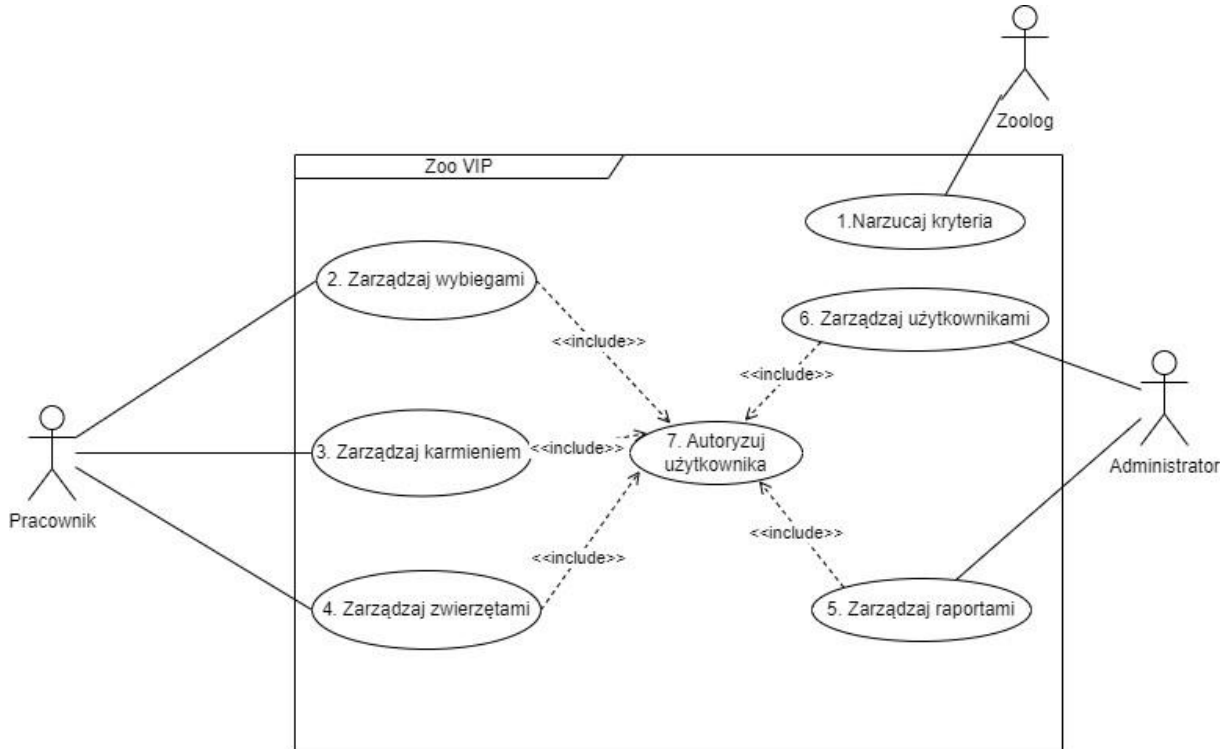 Zoolog
Zoo VIP
1.Narzucaj kryteria
2. Zarządzaj wybiegami
6. Zarządzaj użytkownikami
<<include>>
<<include>>
3. Zarządzaj karmieniem
<<include>>
7. Autoryzuj
użytkownika
Administrator
Pracownik
<<include>>
<<include>>
4. Zarządzaj zwierzętami
5. Zarządzaj raportami